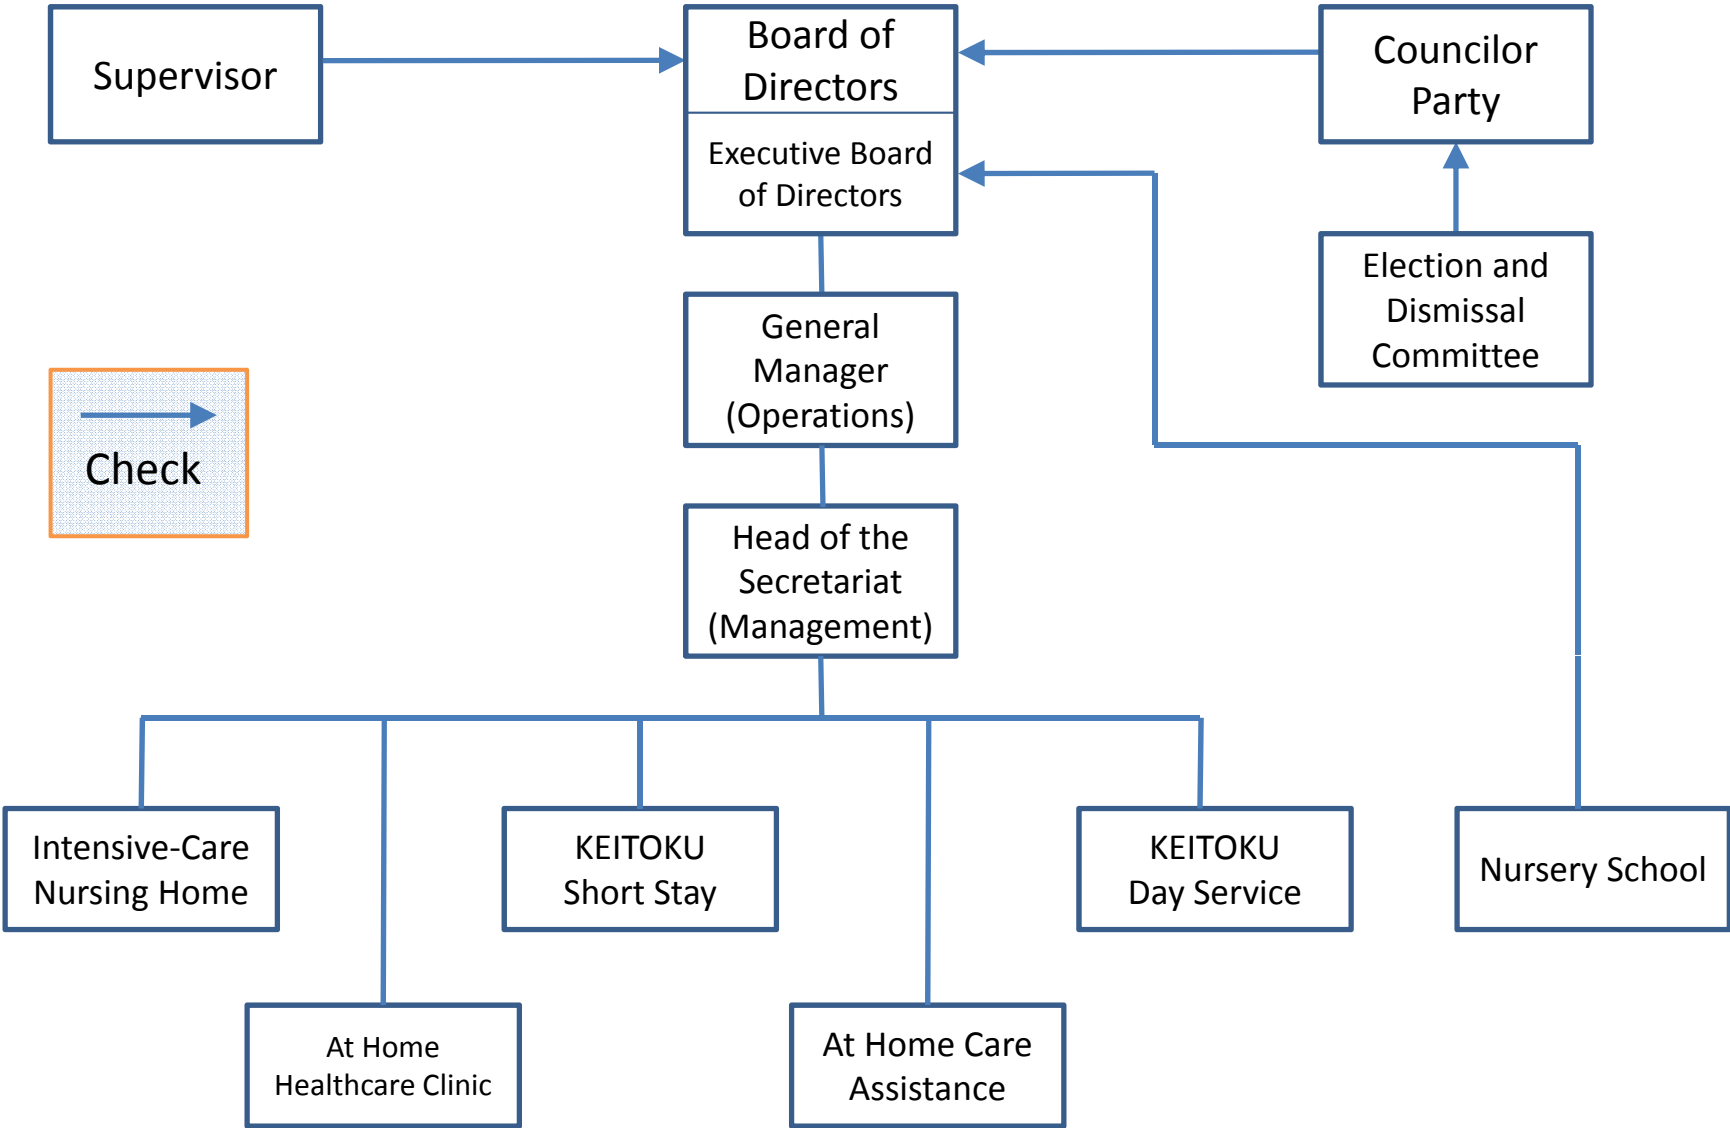 Supervisor
Board of
Directors
Executive Board
of Directors
Councilor
Party
Election and
Dismissal
Committee
General
Manager
(Operations)
Check
Head of the
Secretariat
(Management)
Intensive-Care
Nursing Home
KEITOKU
Short Stay
KEITOKU
Day Service
Nursery School
At Home
Healthcare Clinic
At Home Care
Assistance